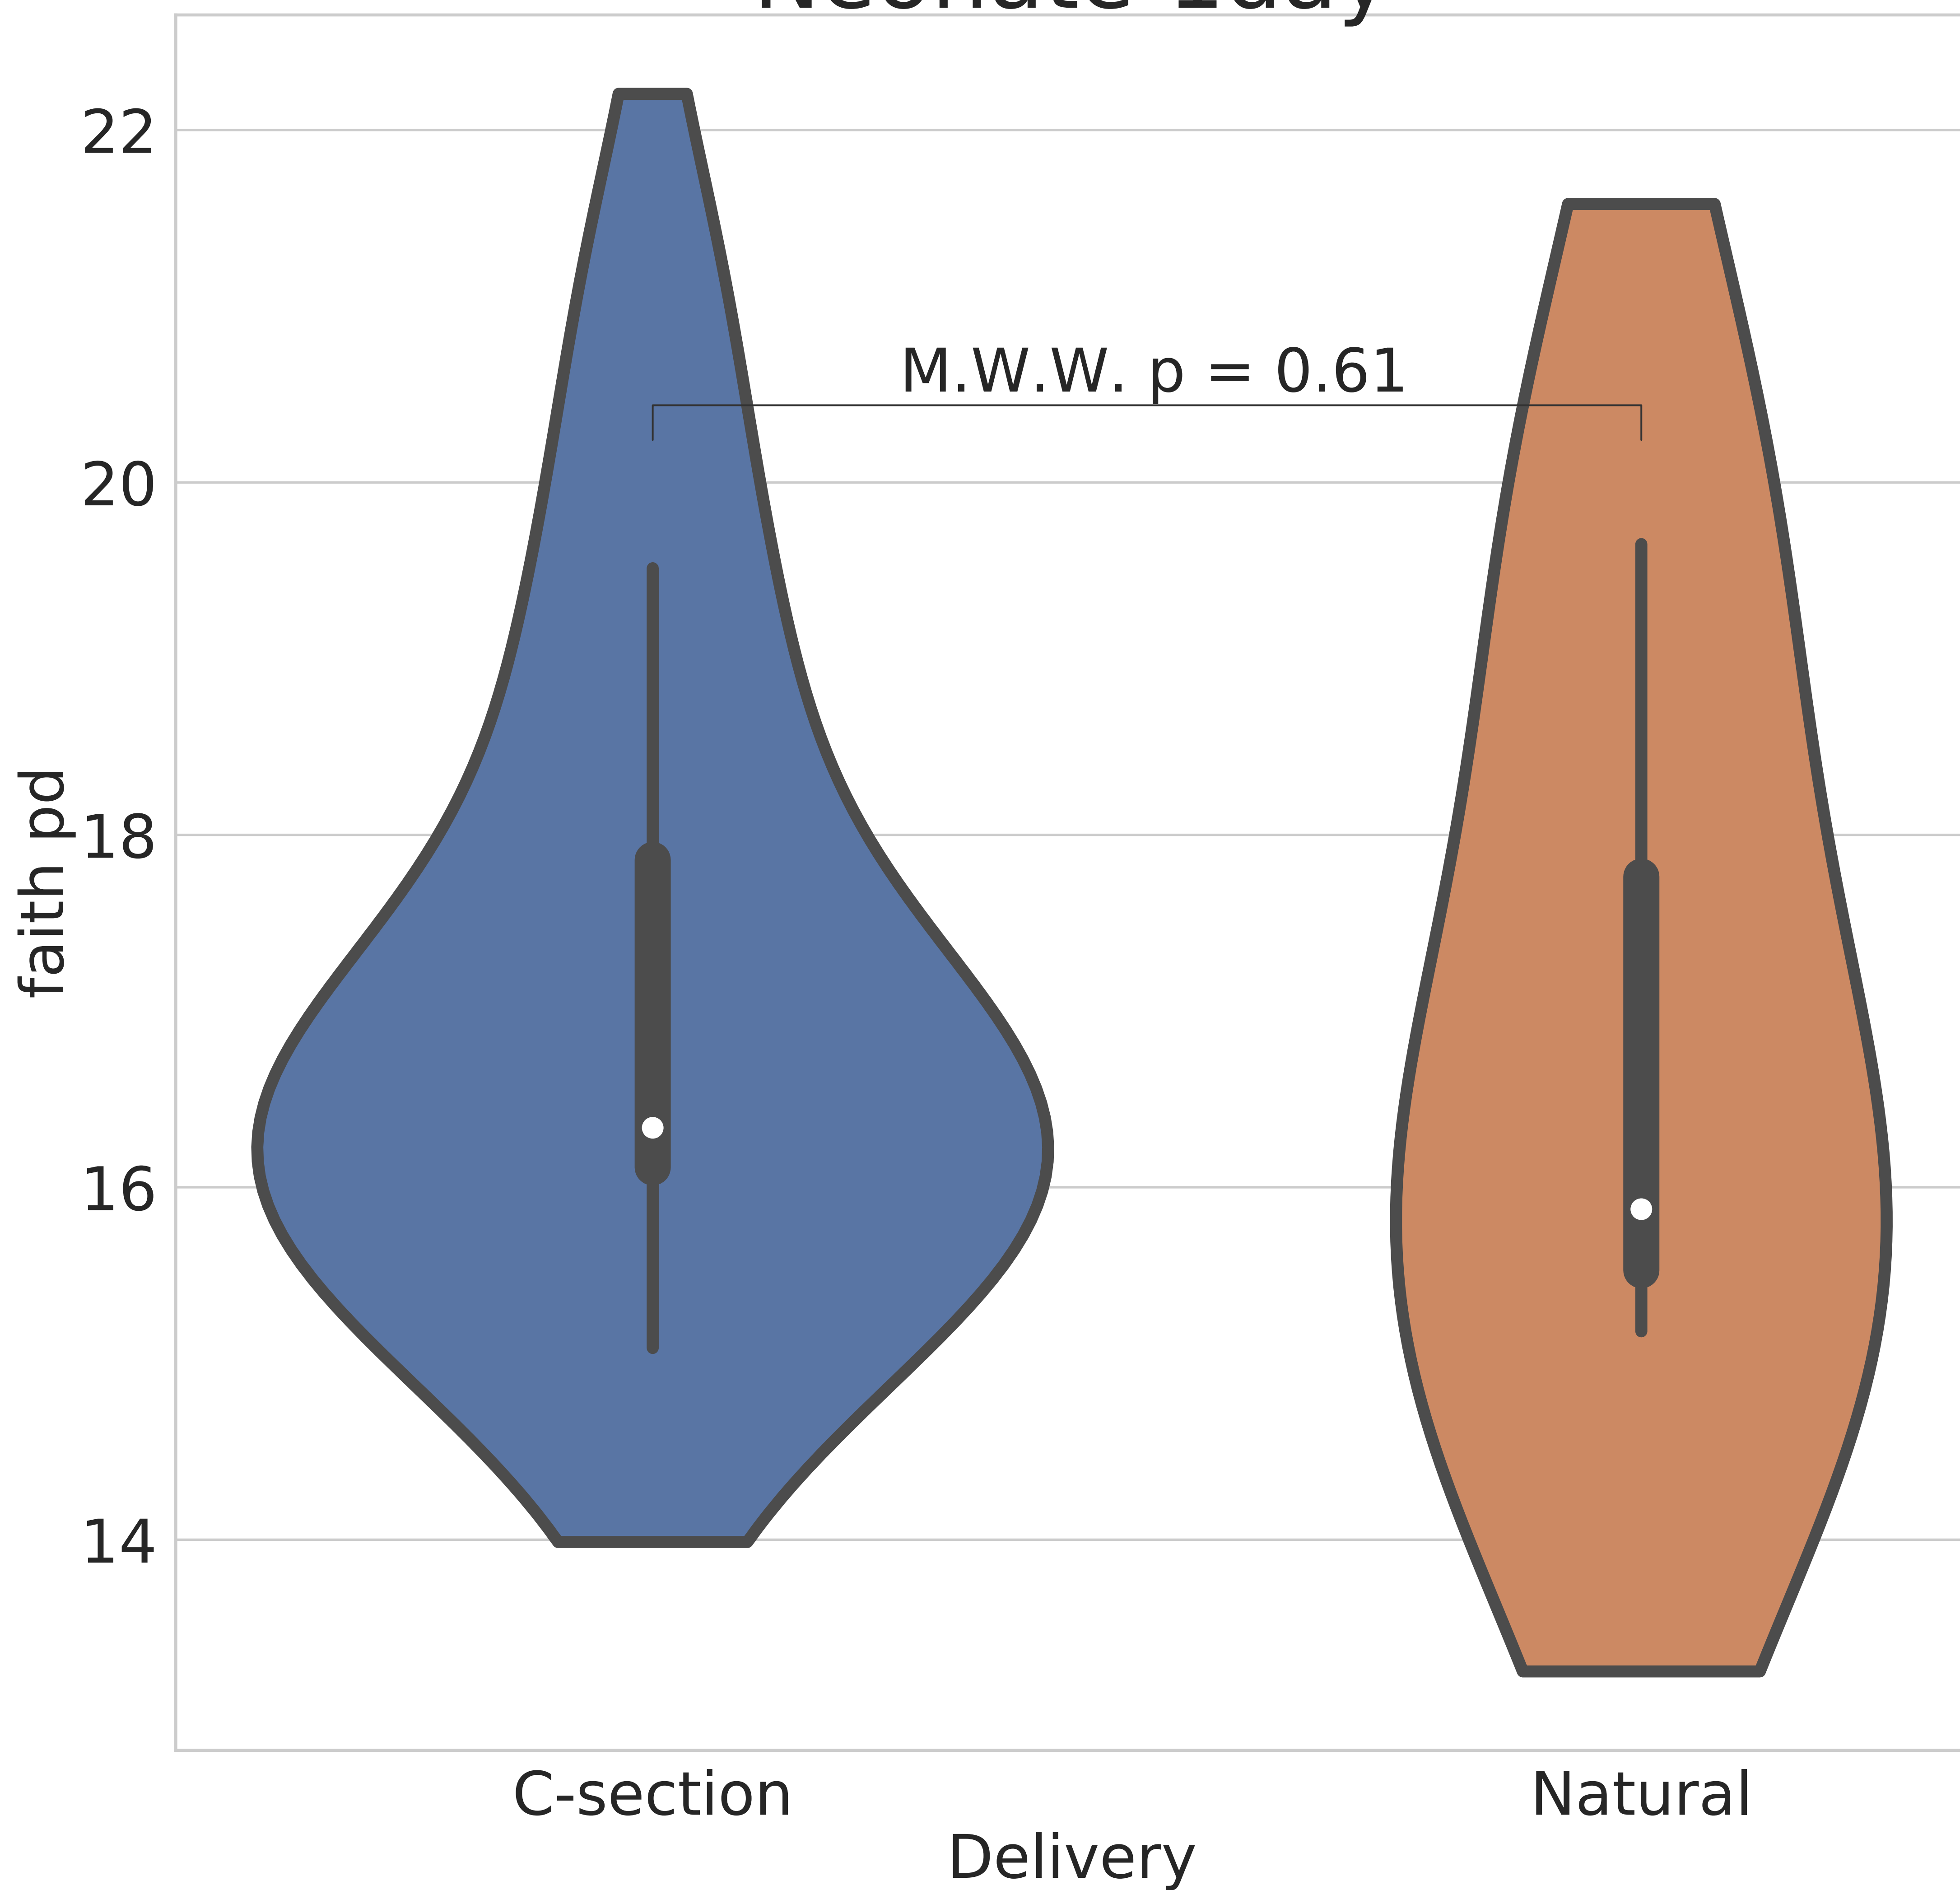 22
M.W.W. p = 0.61
20
faith pd
18
16
14
C-section Natural
Delivery